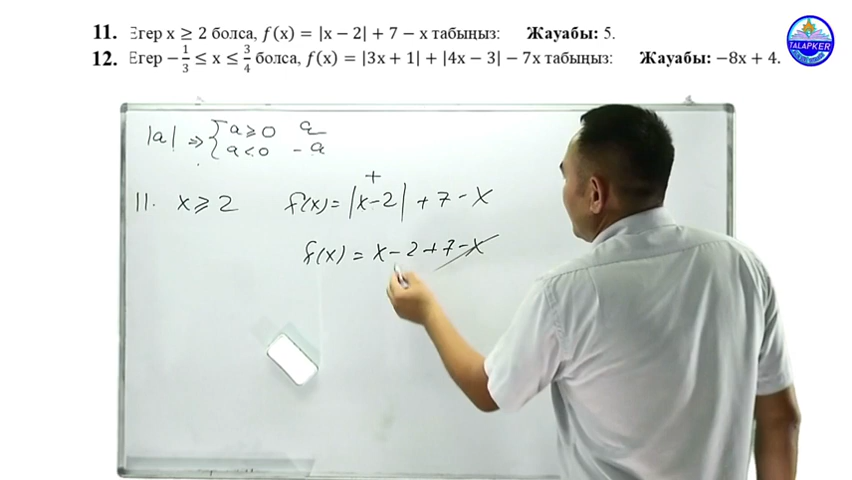 11. Егер x ≥ 2 болса, f(x) = |x − 2| + 7 − x табыңыз: Жауабы: 5.
12. Егер −1/3 ≤ x ≤ 3/4 болса, f(x) = |3x + 1| + |4x − 3| − 7x табыңыз: Жауабы: −8x + 4.
TALAPKER
|a| ⇒ { a ≥ 0 a
a < 0 − a
+
11. x ≥ 2 f(x) = |x − 2| + 7 − x
f(x) = x − 2 + 7 − x